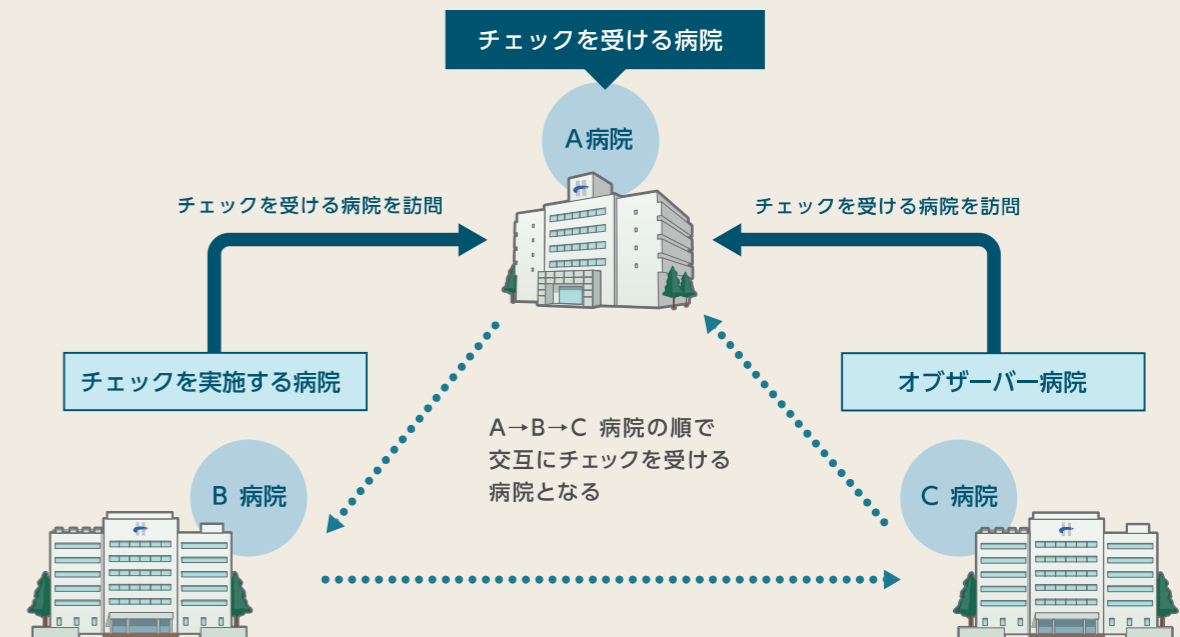 チェックを受ける病院
A病院
チェックを受ける病院を訪問
チェックを受ける病院を訪問
チェックを実施する病院
オブザーバー病院
A→B→C 病院の順で
交互にチェックを受ける
病院となる
B 病院
C 病院